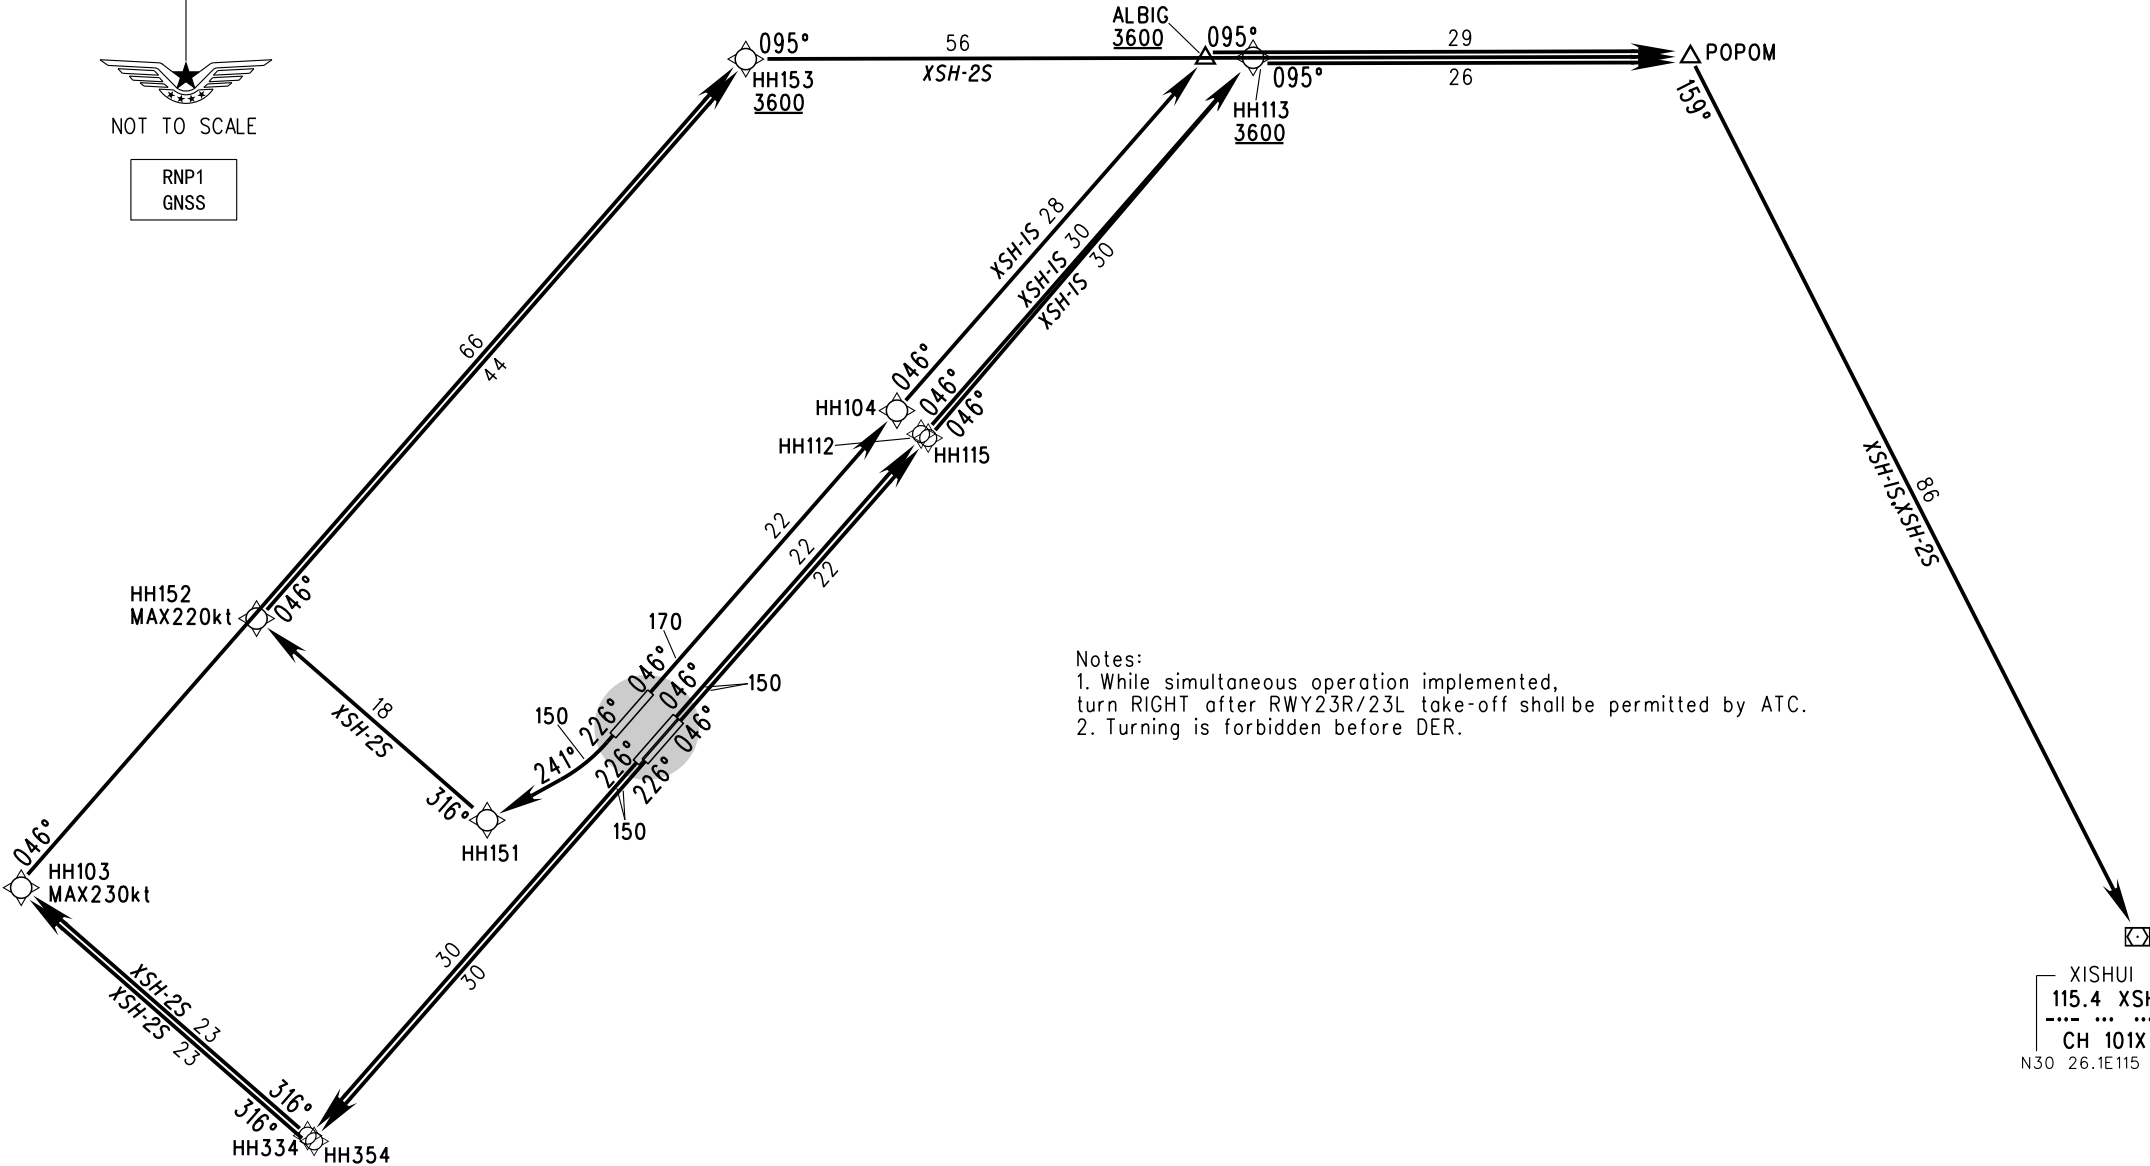 ALBIG
3600
095°
56
XSH-2S
095°
29
POPOM
HH153
3600
095°
26
HH113
3600
159°
NOT TO SCALE
RNP1
GNSS
XSH-1S 28
XSH-1S 30
XSH-1S 30
66
44
046°
046°
046°
HH104
HH112
HH115
86
XSH-1S.XSH-2S
22
22
22
HH152
MAX220kt
046°
170
046°
046°
046°
150
150
226°
226°
226°
241°
150
18
XSH-2S
316°
HH151
Notes:
1. While simultaneous operation implemented,
turn RIGHT after RWY23R/23L take-off shall be permitted by ATC.
2. Turning is forbidden before DER.
046°
HH103
MAX230kt
30
30
XSH-2S 23
XSH-2S 23
316°
316°
HH334
HH354
XISHUI
115.4 XSH
CH 101X
N30 26.1E115